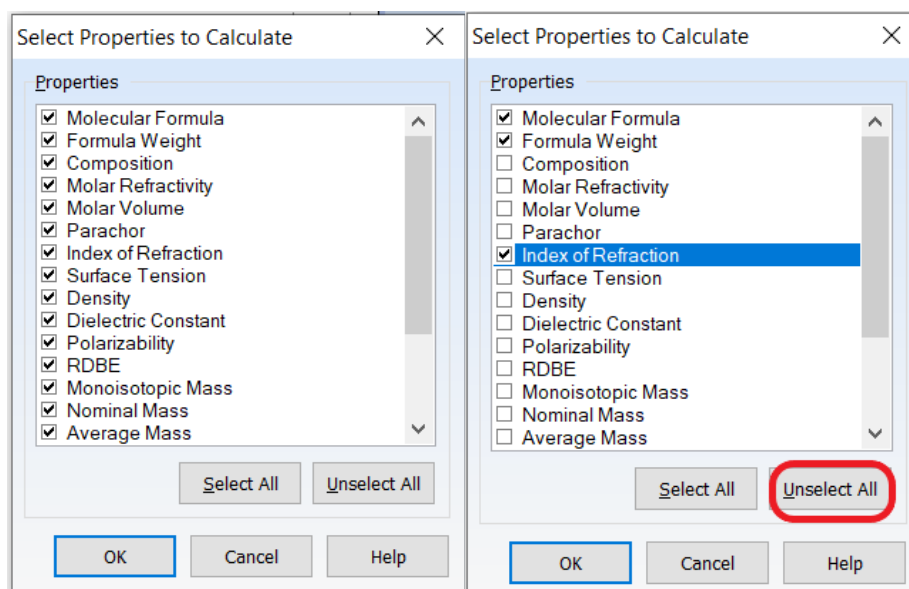 Select Properties to Calculate
Properties
Molecular Formula
Formula Weight
Composition
Molar Refractivity
Molar Volume
Parachor
Index of Refraction
Surface Tension
Density
Dielectric Constant
Polarizability
RDBE
Monoisotopic Mass
Nominal Mass
Average Mass
Select All Unselect All
OK Cancel Help
Select Properties to Calculate
Properties
Molecular Formula
Formula Weight
Composition
Molar Refractivity
Molar Volume
Parachor
Index of Refraction
Surface Tension
Density
Dielectric Constant
Polarizability
RDBE
Monoisotopic Mass
Nominal Mass
Average Mass
Select All Unselect All
OK Cancel Help